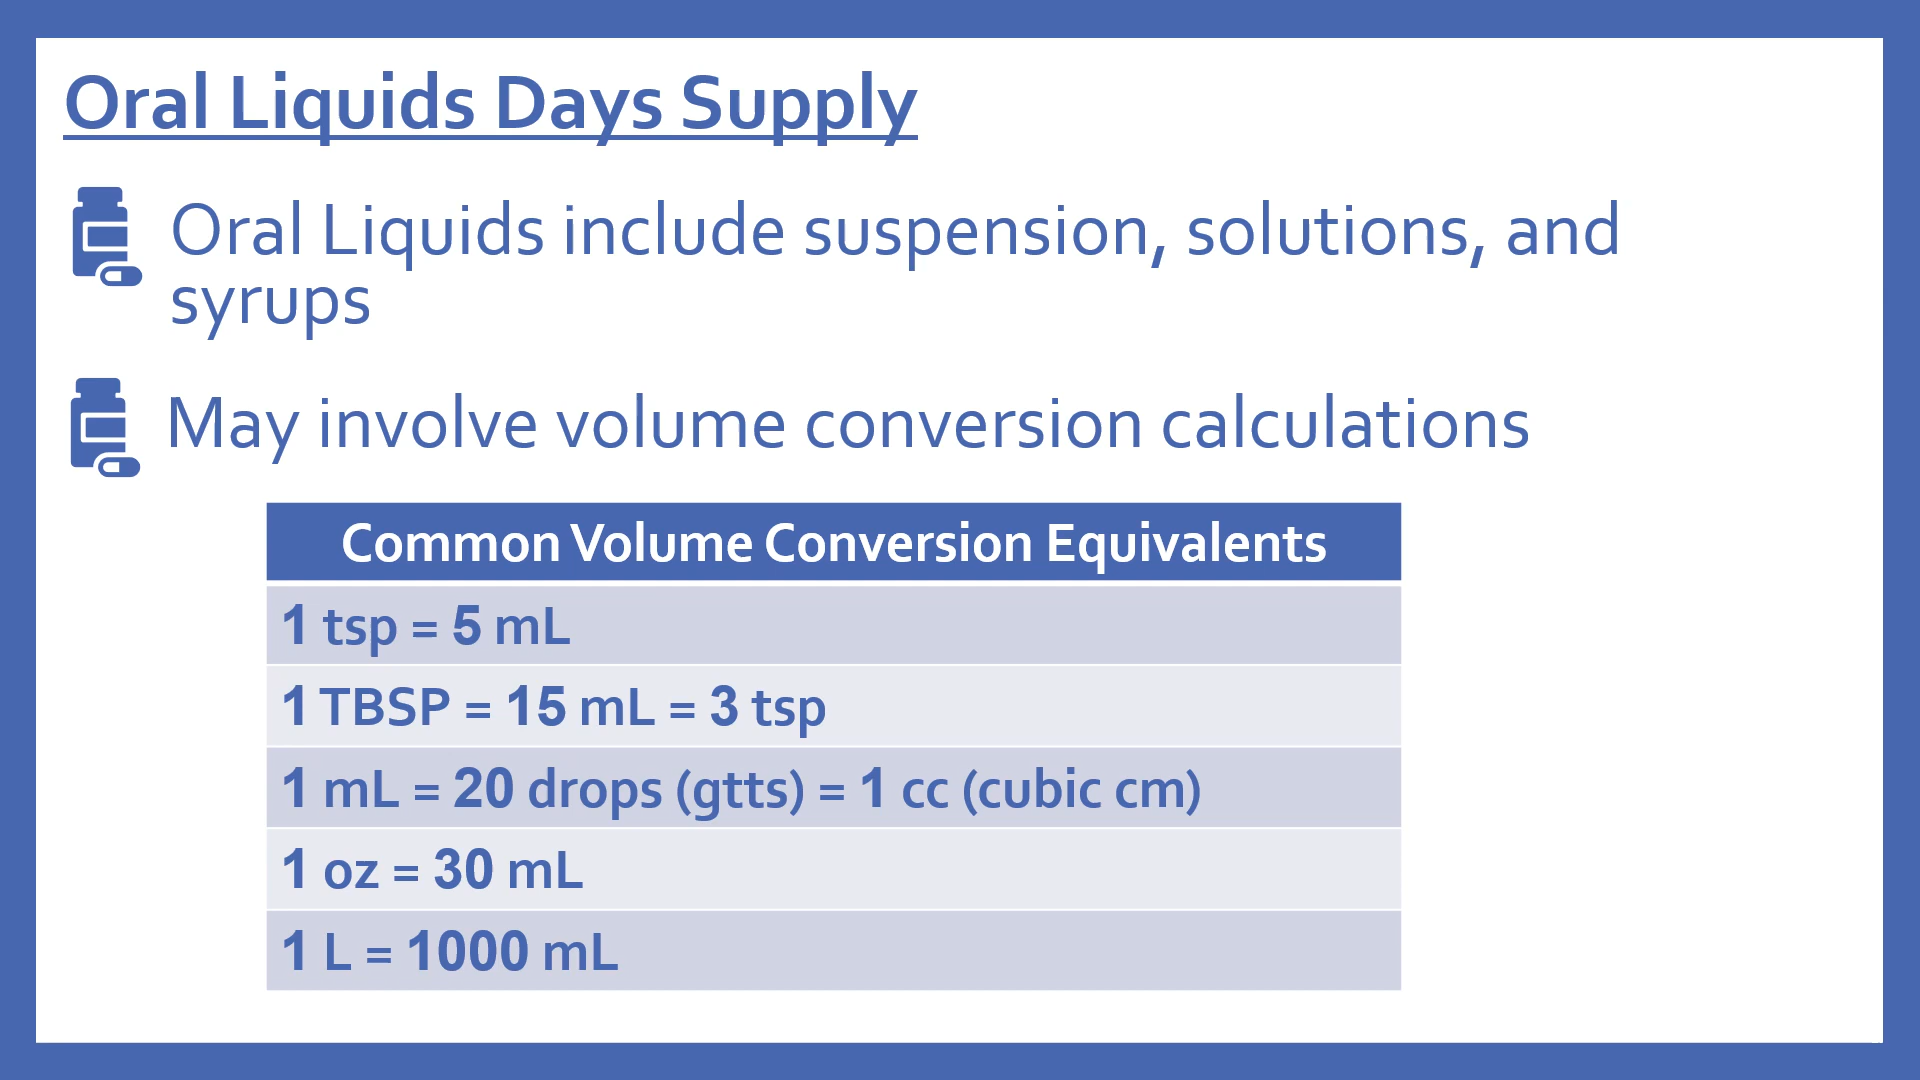 Oral Liquids Days Supply
Oral Liquids include suspension, solutions, and
syrups
May involve volume conversion calculations
Common Volume Conversion Equivalents
1 tsp = 5 mL
1 TBSP = 15 mL = 3 tsp
1 mL = 20 drops (gtts) = 1 cc (cubic cm)
1 oz = 30 mL
1 L = 1000 mL